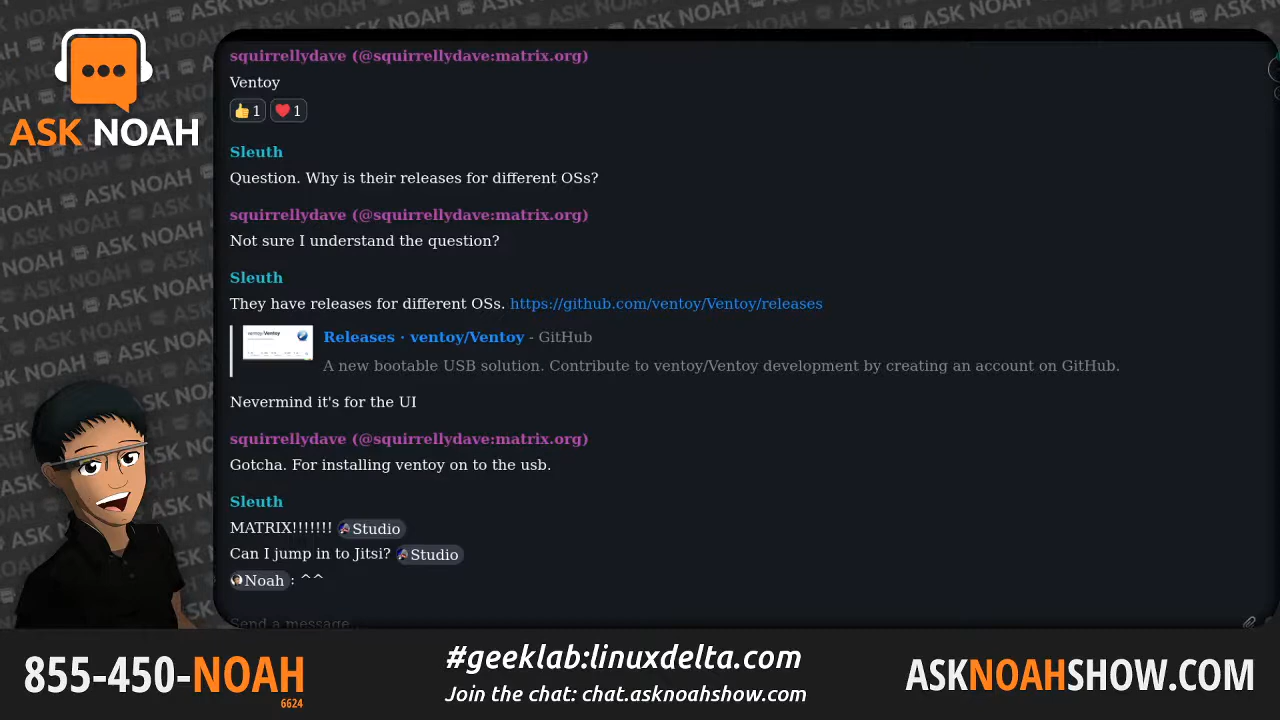 ASK NOAH
squirrellydave (@squirrellydave:matrix.org)
Ventoy
👍 1 ❤️ 1
Sleuth
Question. Why is their releases for different OSs?
squirrellydave (@squirrellydave:matrix.org)
Not sure I understand the question?
Sleuth
They have releases for different OSs. https://github.com/ventoy/Ventoy/releases
Releases · ventoy/Ventoy - GitHub
A new bootable USB solution. Contribute to ventoy/Ventoy development by creating an account on GitHub.
Nevermind it's for the UI
squirrellydave (@squirrellydave:matrix.org)
Gotcha. For installing ventoy on to the usb.
Sleuth
MATRIX!!!!!!! Studio
Can I jump in to Jitsi? Studio
Noah : ^^
Send a message...
855-450-NOAH
6624
#geeklab:linuxdelta.com
Join the chat: chat.asknoahshow.com
ASKNOAHSHOW.COM